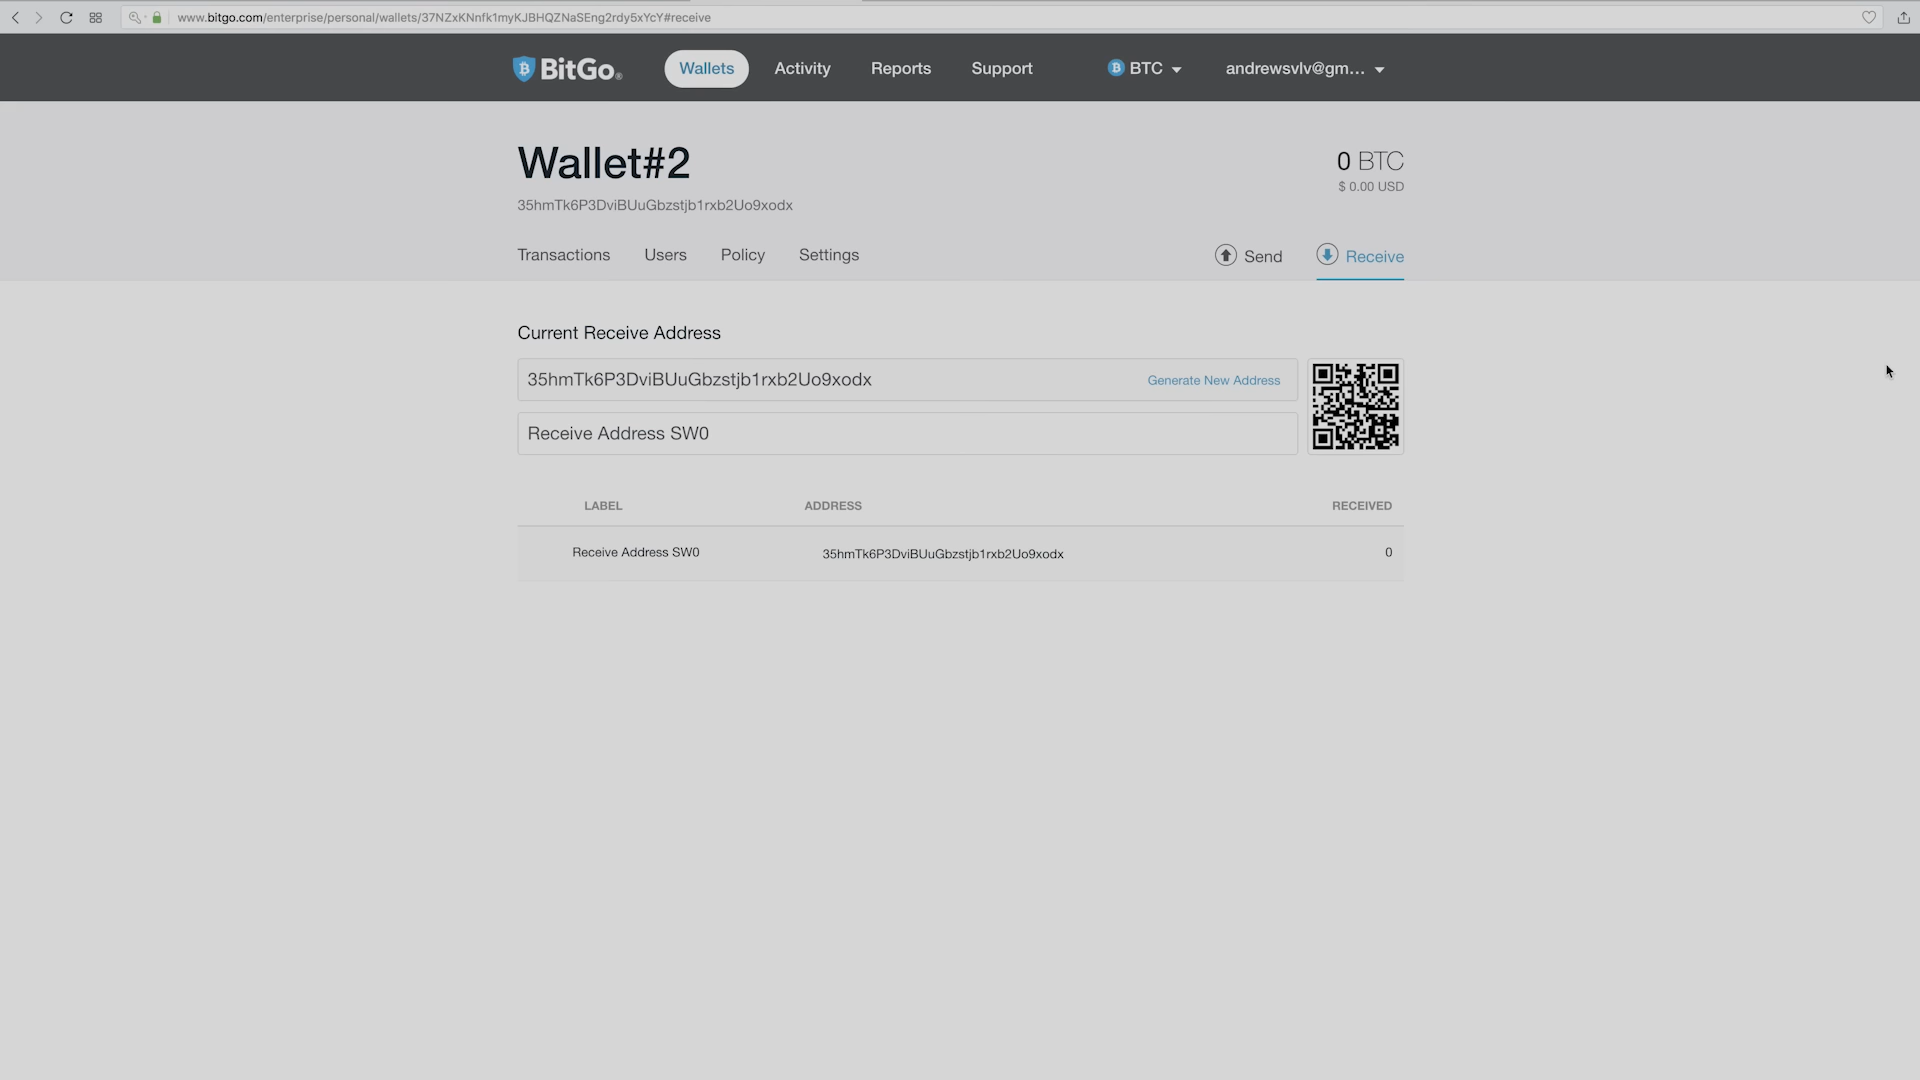 www.bitgo.com/enterprise/personal/wallets/37NZxKNnfk1myKJBHQZNaSEng2rdy5xYcY#receive
BitGo
Wallets
Activity
Reports
Support
BTC
andrewsvlv@gm...
Wallet#2
0 BTC
$ 0.00 USD
35hmTk6P3DviBUuGbzstjb1rxb2Uo9xodx
Transactions
Users
Policy
Settings
Send
Receive
Current Receive Address
35hmTk6P3DviBUuGbzstjb1rxb2Uo9xodx
Generate New Address
Receive Address SW0
LABEL
ADDRESS
RECEIVED
Receive Address SW0
35hmTk6P3DviBUuGbzstjb1rxb2Uo9xodx
0